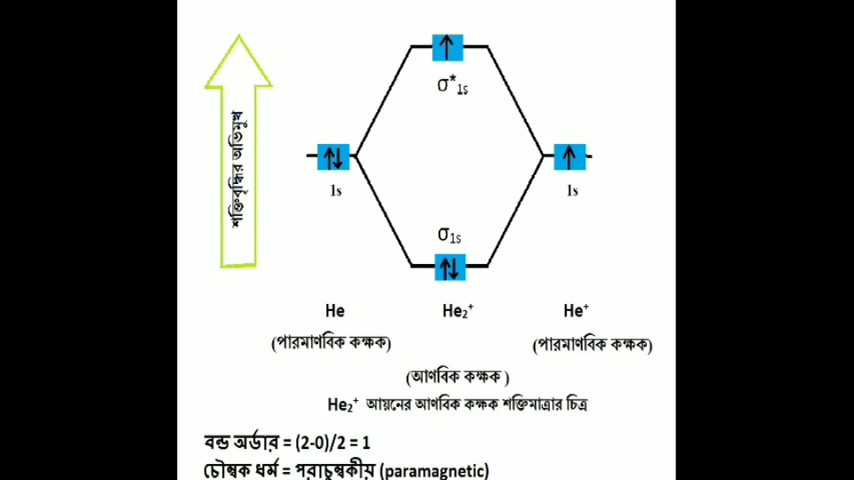 σ*1s
শক্তিবৃদ্ধির অভিমুখ
1s
1s
σ1s
He
He₂⁺
He⁺
(পারমাণবিক কক্ষক)
(পারমাণবিক কক্ষক)
(আণবিক কক্ষক )
He₂⁺ আয়নের আণবিক কক্ষক শক্তিমাত্রার চিত্র
বন্ড অর্ডার = (2-0)/2 = 1
চৌম্বক ধর্ম = পরাচুম্বকীয় (paramagnetic)